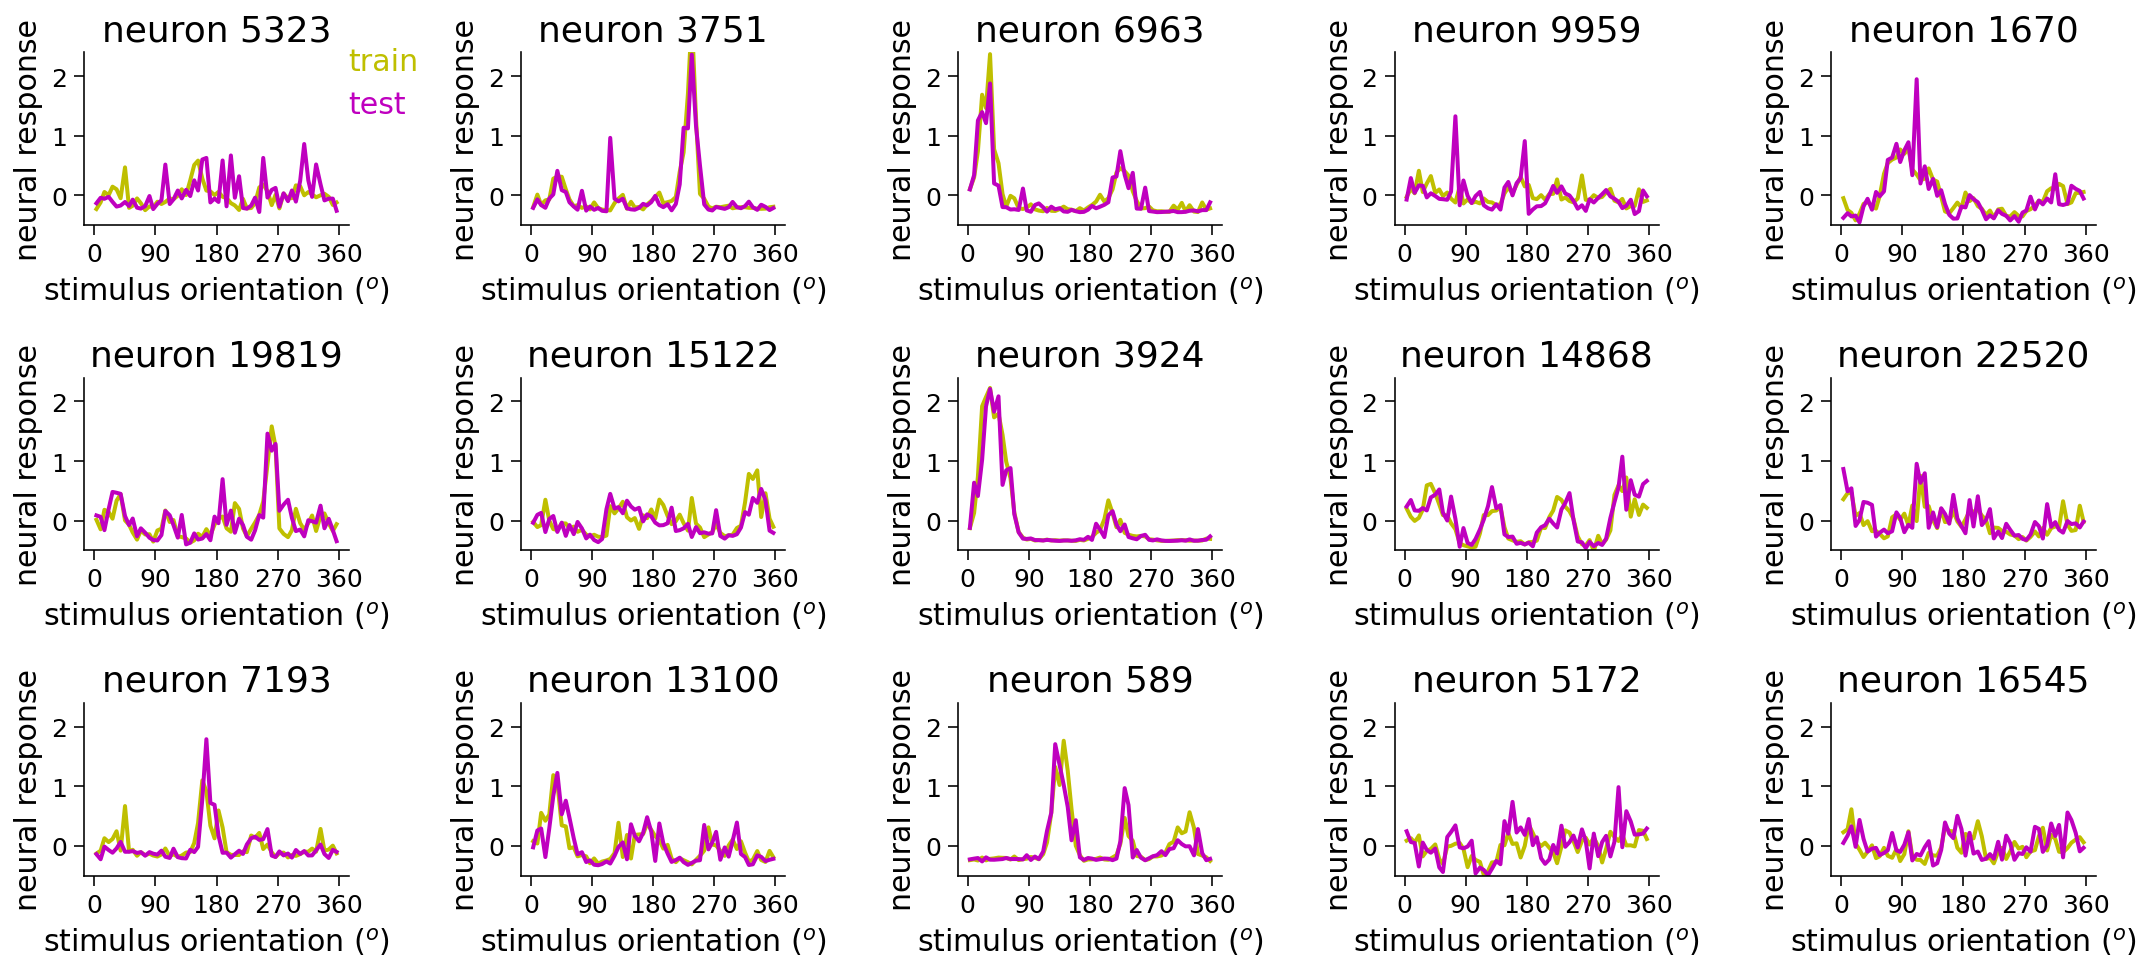 neuron 5323
neural response
2
1
0
0 90 180 270 360
stimulus orientation (o)
train
test
neuron 3751
neural response
2
1
0
0 90 180 270 360
stimulus orientation (o)
neuron 6963
neural response
2
1
0
0 90 180 270 360
stimulus orientation (o)
neuron 9959
neural response
2
1
0
0 90 180 270 360
stimulus orientation (o)
neuron 1670
neural response
2
1
0
0 90 180 270 360
stimulus orientation (o)
neuron 19819
neural response
2
1
0
0 90 180 270 360
stimulus orientation (o)
neuron 15122
neural response
2
1
0
0 90 180 270 360
stimulus orientation (o)
neuron 3924
neural response
2
1
0
0 90 180 270 360
stimulus orientation (o)
neuron 14868
neural response
2
1
0
0 90 180 270 360
stimulus orientation (o)
neuron 22520
neural response
2
1
0
0 90 180 270 360
stimulus orientation (o)
neuron 7193
neural response
2
1
0
0 90 180 270 360
stimulus orientation (o)
neuron 13100
neural response
2
1
0
0 90 180 270 360
stimulus orientation (o)
neuron 589
neural response
2
1
0
0 90 180 270 360
stimulus orientation (o)
neuron 5172
neural response
2
1
0
0 90 180 270 360
stimulus orientation (o)
neuron 16545
neural response
2
1
0
0 90 180 270 360
stimulus orientation (o)